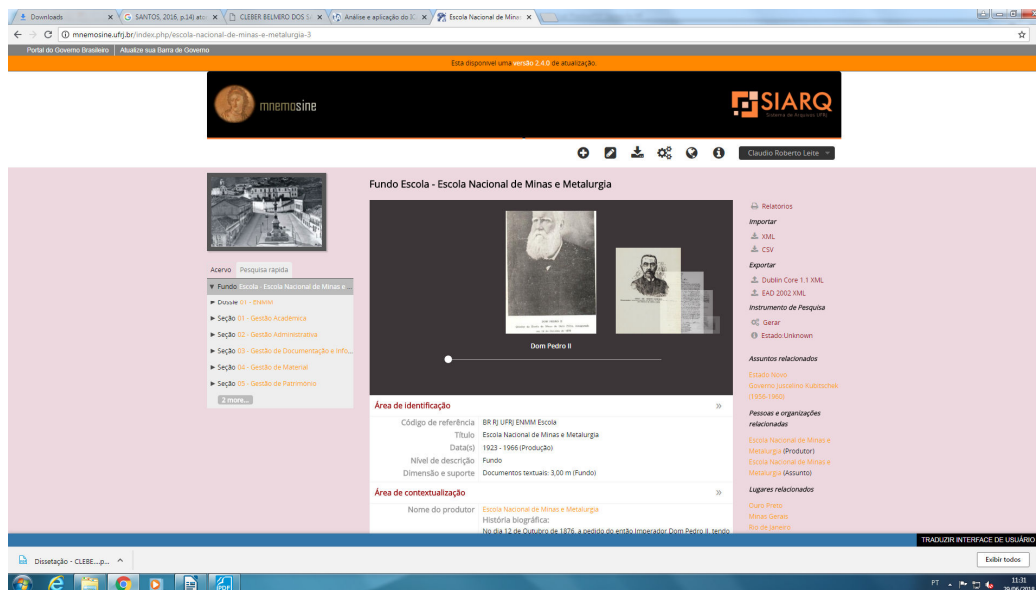 Downloads
SANTOS, 2016, p.14) ato
CLEBER BELMERO DOS S
Análise e aplicação do IC
Escola Nacional de Mina
mnemosine.ufrj.br/index.php/escola-nacional-de-minas-e-metalurgia-3
Portal do Governo Brasileiro
Atualize sua Barra de Governo
Esta disponivel uma versão 2.4.0 de atualização.
mnemosine
SIARQ
Sistema de Arquivos UFRJ
Claudio Roberto Leite
Fundo Escola - Escola Nacional de Minas e Metalurgia
Acervo Pesquisa rapida
Fundo Escola - Escola Nacional de Minas e ...
Dossie 01 - ENMM
Seção 01 - Gestão Acadêmica
Seção 02 - Gestão Administrativa
Seção 03 - Gestão de Documentação e Info...
Seção 04 - Gestão de Material
Seção 05 - Gestão de Patrimônio
2 more...
Dom Pedro II
Área de identificação
Código de referência BR RJ UFRJ ENMM Escola
Título Escola Nacional de Minas e Metalurgia
Data(s) 1923 - 1966 (Produção)
Nível de descrição Fundo
Dimensão e suporte Documentos textuais: 3,00 m (Fundo)
Área de contextualização
Nome do produtor Escola Nacional de Minas e Metalurgia
História biográfica:
No dia 12 de Outubro de 1876, a pedido do então Imperador Dom Pedro II, tendo
Relatórios
Importar
XML
CSV
Exportar
Dublin Core 1.1 XML
EAD 2002 XML
Instrumento de Pesquisa
Gerar
Estado:Unknown
Assuntos relacionados
Estado Novo
Governo Juscelino Kubitschek
(1956-1960)
Pessoas e organizações
relacionadas
Escola Nacional de Minas e
Metalurgia (Produtor)
Escola Nacional de Minas e
Metalurgia (Assunto)
Lugares relacionados
Ouro Preto
Minas Gerais
Rio de Janeiro
TRADUZIR INTERFACE DE USUÁRIO
Dissetação - CLEBE....p...
Exibir todos
PT
11:31
29/06/2018